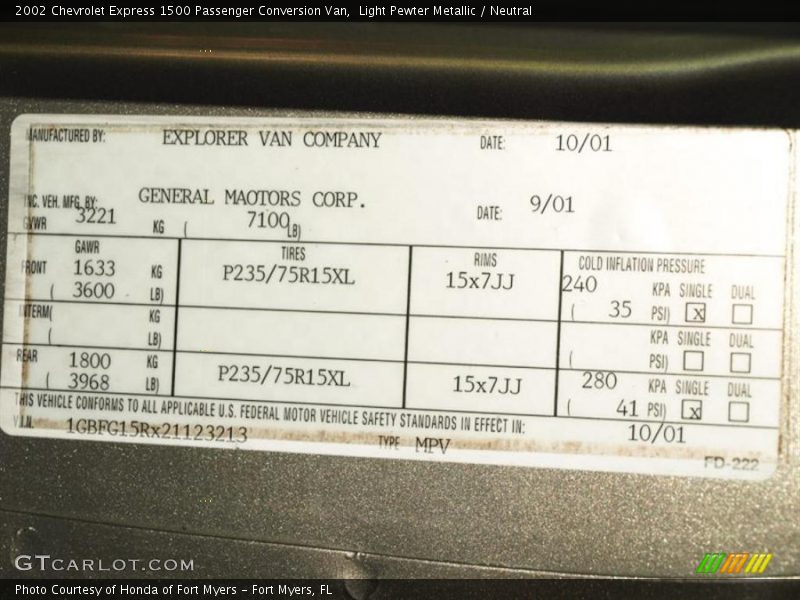 2002 Chevrolet Express 1500 Passenger Conversion Van,  Light Pewter Metallic / Neutral
MANUFACTURED BY: EXPLORER VAN COMPANY DATE: 10/01
INC. VEH. MFG. BY: GENERAL MAOTORS CORP. DATE: 9/01
GVWR 3221 KG ( 7100 LB)
GAWR TIRES RIMS COLD INFLATION PRESSURE
FRONT 1633 KG P235/75R15XL 15x7JJ 240 KPA SINGLE DUAL
( 3600 LB) ( 35 PSI) x
INTERM( KG KPA SINGLE DUAL
( LB) ( PSI)
REAR 1800 KG P235/75R15XL 15x7JJ 280 KPA SINGLE DUAL
( 3968 LB) ( 41 PSI) x
THIS VEHICLE CONFORMS TO ALL APPLICABLE U.S. FEDERAL MOTOR VEHICLE SAFETY STANDARDS IN EFFECT IN: 10/01
V.I.N. 1GBFG15Rx21123213 TYPE MPV
FD-222
GTCARLOT.COM
Photo Courtesy of Honda of Fort Myers - Fort Myers, FL